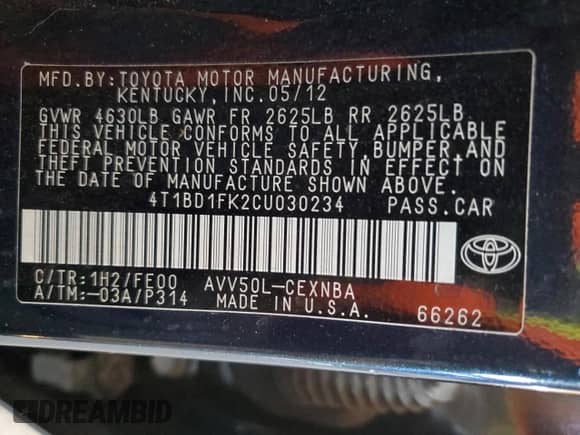 MFD. BY: TOYOTA MOTOR MANUFACTURING,
KENTUCKY, INC. 05/12
GVWR 4630LB GAWR FR 2625LB RR 2625LB
THIS VEHICLE CONFORMS TO ALL APPLICABLE
FEDERAL MOTOR VEHICLE SAFETY, BUMPER, AND
THEFT PREVENTION STANDARDS IN EFFECT ON
THE DATE OF MANUFACTURE SHOWN ABOVE.
4T1BD1FK2CU030234 PASS. CAR
C/TR: 1H2/FE00 AVV50L-CEXNBA
A/TM: -03A/P314 MADE IN U.S.A. 66262
DREAMBID